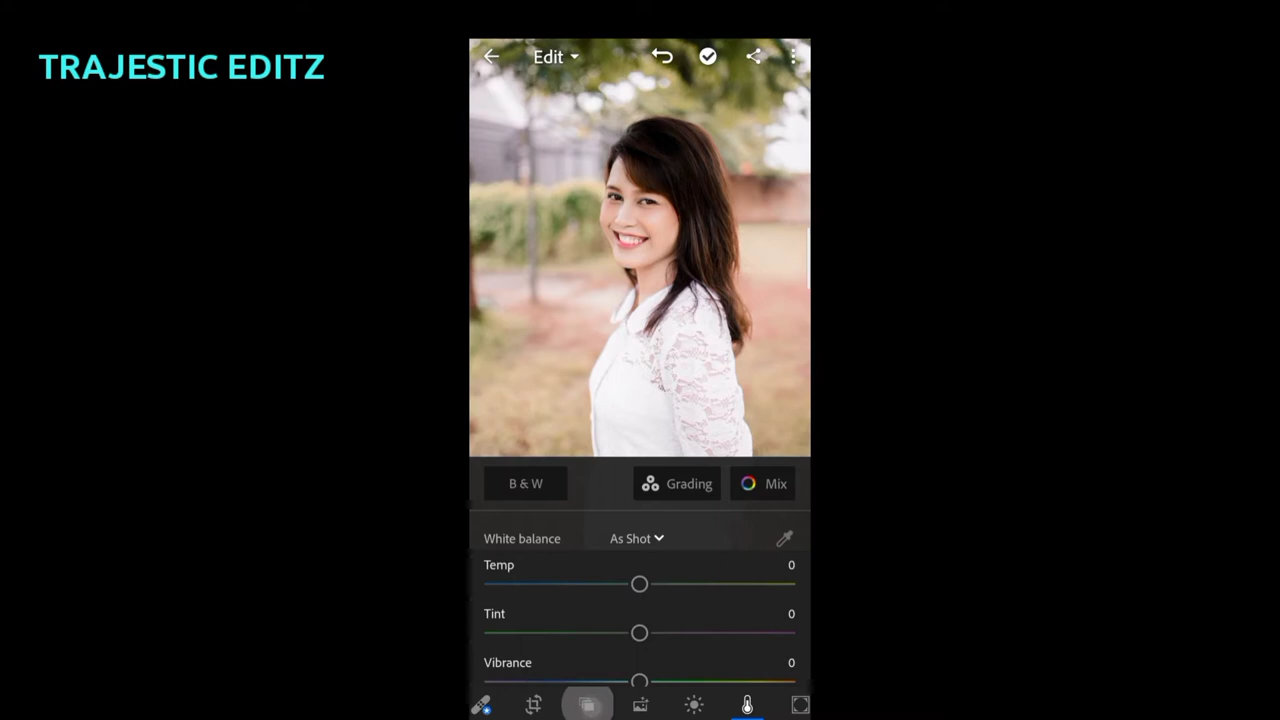 TRAJESTIC EDITZ
Edit
B & W
Grading
Mix
White balance
As Shot
Temp
0
Tint
0
Vibrance
0